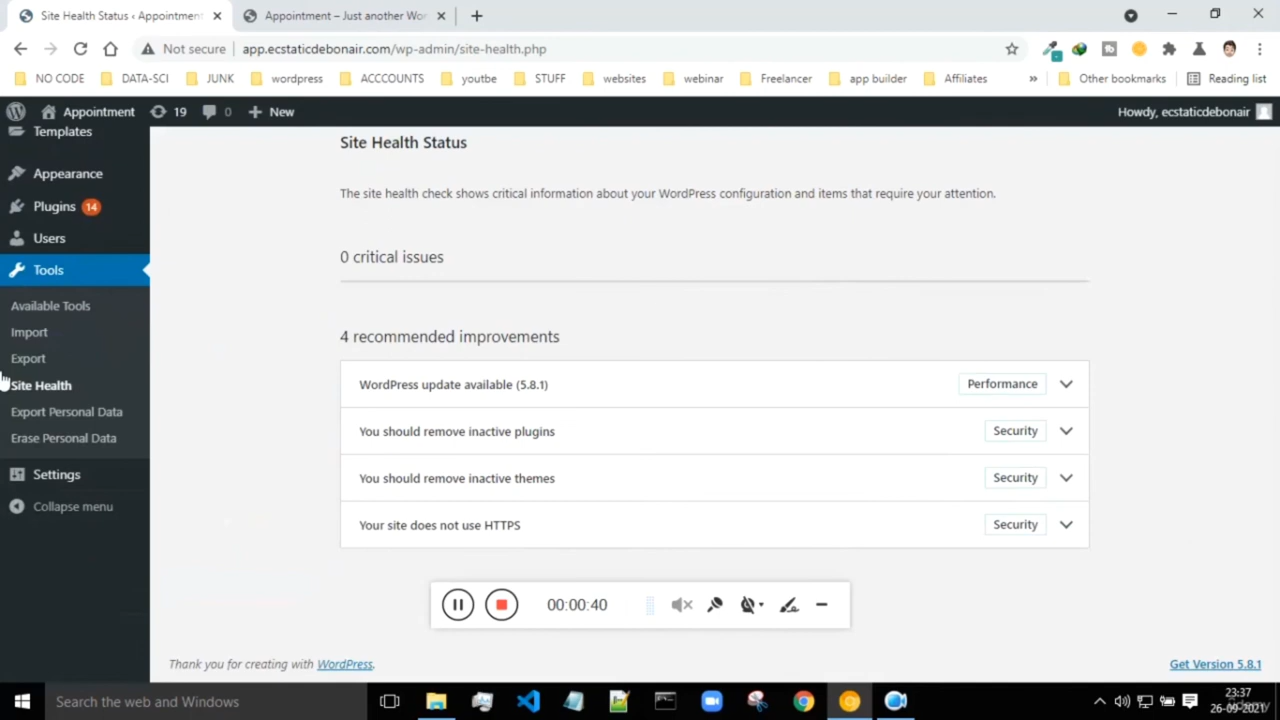 Site Health Status ‹ Appointment
Appointment – Just another Wor
Not secure app.ecstaticdebonair.com/wp-admin/site-health.php
NO CODE DATA-SCI JUNK wordpress ACCCOUNTS youtbe STUFF websites webinar Freelancer app builder Affiliates » Other bookmarks Reading list
Appointment 19 0 New Howdy, ecstaticdebonair
Templates
Appearance
Plugins 14
Users
Tools
Available Tools
Import
Export
Site Health
Export Personal Data
Erase Personal Data
Settings
Collapse menu
Site Health Status
The site health check shows critical information about your WordPress configuration and items that require your attention.
0 critical issues
4 recommended improvements
WordPress update available (5.8.1) Performance
You should remove inactive plugins Security
You should remove inactive themes Security
Your site does not use HTTPS Security
00:00:40
Thank you for creating with WordPress. Get Version 5.8.1
Search the web and Windows
23:37
26-09-2021